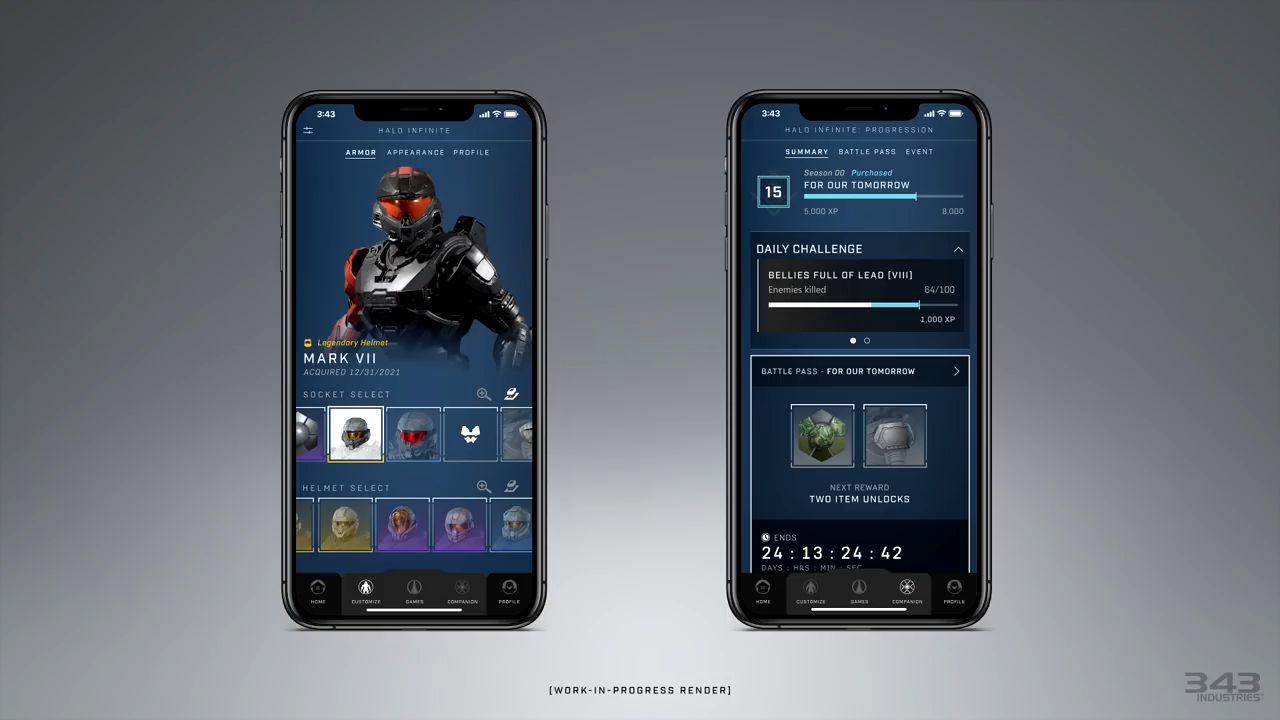 3:43
HALO INFINITE
ARMOR APPEARANCE PROFILE
Legendary Helmet
MARK VII
ACQUIRED 12/31/2021
SOCKET SELECT
HELMET SELECT
HOME CUSTOMIZE GAMES COMPANION PROFILE
3:43
HALO INFINITE: PROGRESSION
SUMMARY BATTLE PASS EVENT
15
Season 00 Purchased
FOR OUR TOMORROW
5,000 XP 8,000
DAILY CHALLENGE
BELLIES FULL OF LEAD [VIII]
Enemies killed 64/100
1,000 XP
BATTLE PASS - FOR OUR TOMORROW
NEXT REWARD
TWO ITEM UNLOCKS
ENDS
24 : 13 : 24 : 42
DAYS : HRS : MIN : SEC
HOME CUSTOMIZE GAMES COMPANION PROFILE
[WORK-IN-PROGRESS RENDER]
343
INDUSTRIES